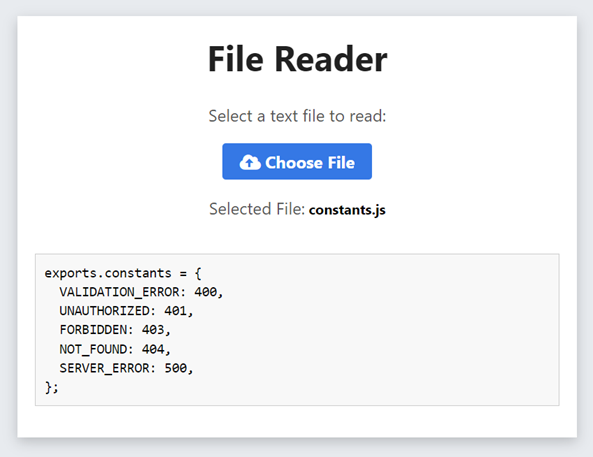 File Reader
Select a text file to read:
Choose File
Selected File: constants.js
exports.constants = {
  VALIDATION_ERROR: 400,
  UNAUTHORIZED: 401,
  FORBIDDEN: 403,
  NOT_FOUND: 404,
  SERVER_ERROR: 500,
};